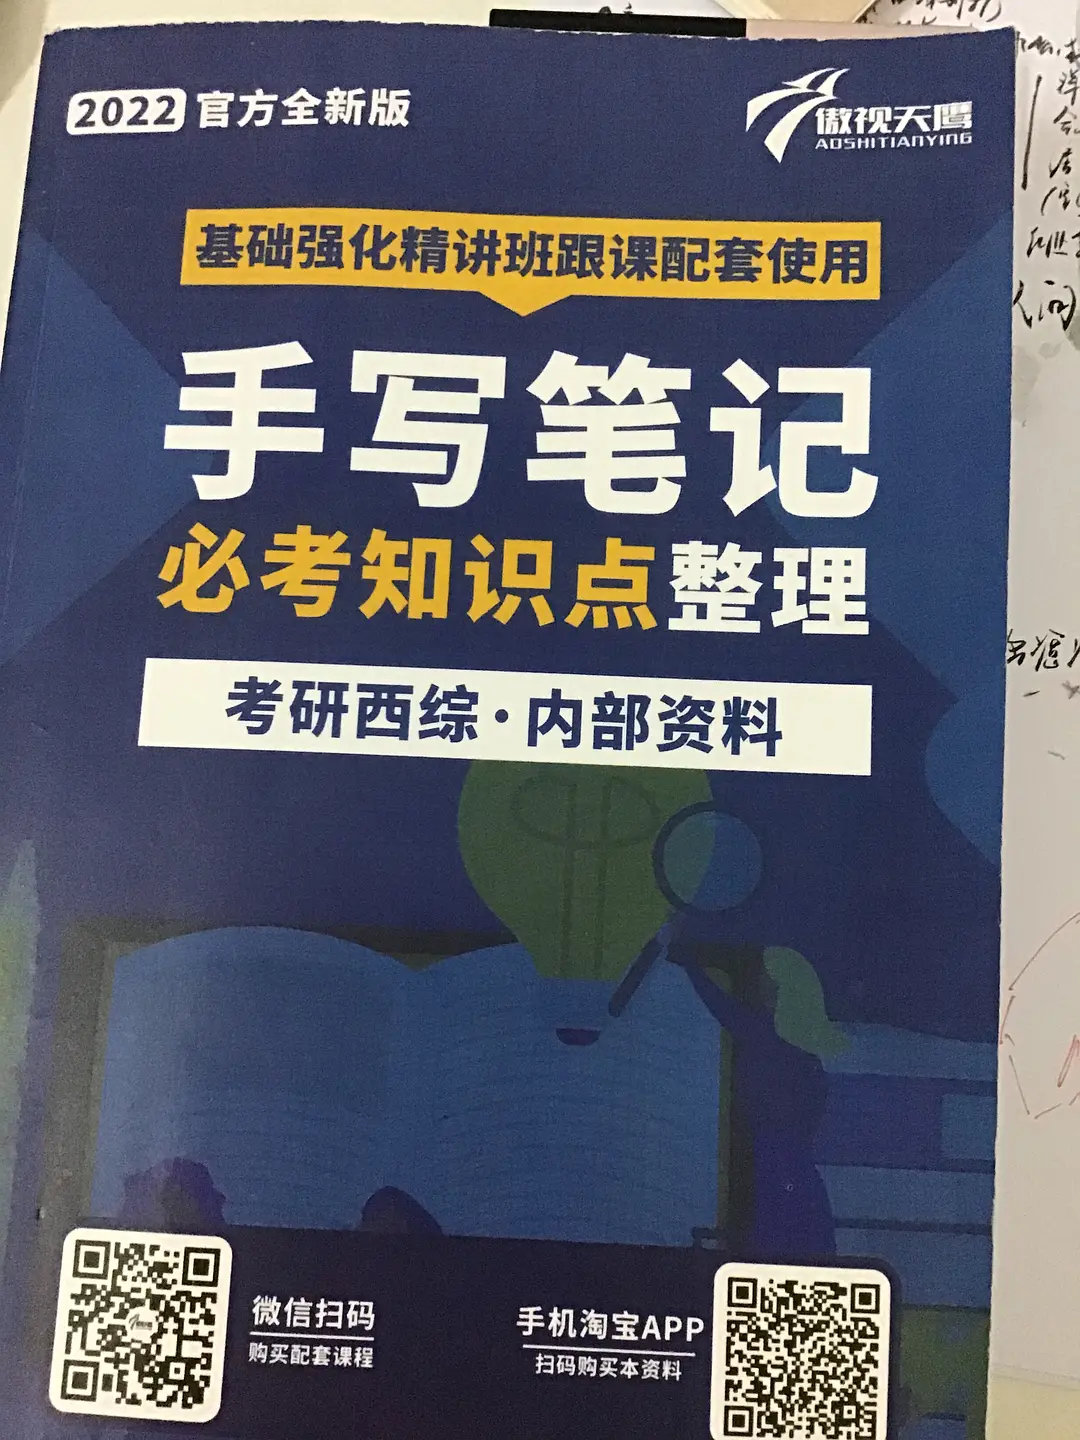 2022 官方全新版
傲视天鹰
AOSHITIANYING
基础强化精讲班跟课配套使用
手写笔记
必考知识点整理
考研西综·内部资料
微信扫码
购买配套课程
手机淘宝APP
扫码购买本资料
人间